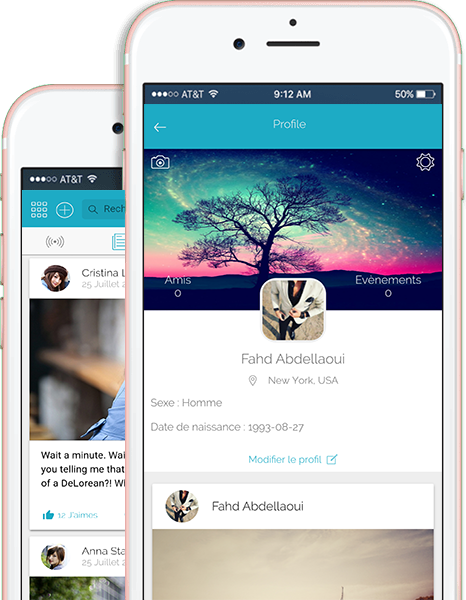 AT&T
9:12 AM
50%
Profile
Amis
0
Evènements
0
Fahd Abdellaoui
New York, USA
Sexe : Homme
Date de naissance : 1993-08-27
Modifier le profil
Fahd Abdellaoui
AT&T
Rech
Cristina L
25 Juillet 2
Wait a minute. Wai
you telling me that
of a DeLorean?! W
12 J'aimes
Anna Sta
25 Juillet